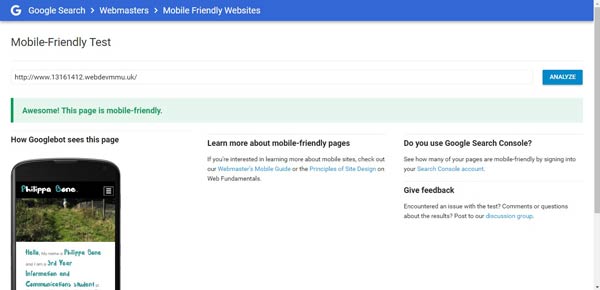 Google Search > Webmasters > Mobile Friendly Websites
Mobile-Friendly Test
http://www.13161412.webdevmmu.uk/
ANALYZE
Awesome! This page is mobile-friendly.
How Googlebot sees this page
Philippa Bone
Hello, My name is Philippa Bone
and I am a 3rd Year
Information and
Communications student at
Learn more about mobile-friendly pages
If you're interested in learning more about mobile sites, check out
our Webmaster's Mobile Guide or the Principles of Site Design
on Web Fundamentals.
Do you use Google Search Console?
See how many of your pages are mobile-friendly by signing into
your Search Console account.
Give feedback
Encountered an issue with the test? Comments or questions
about the results? Post to our discussion group.